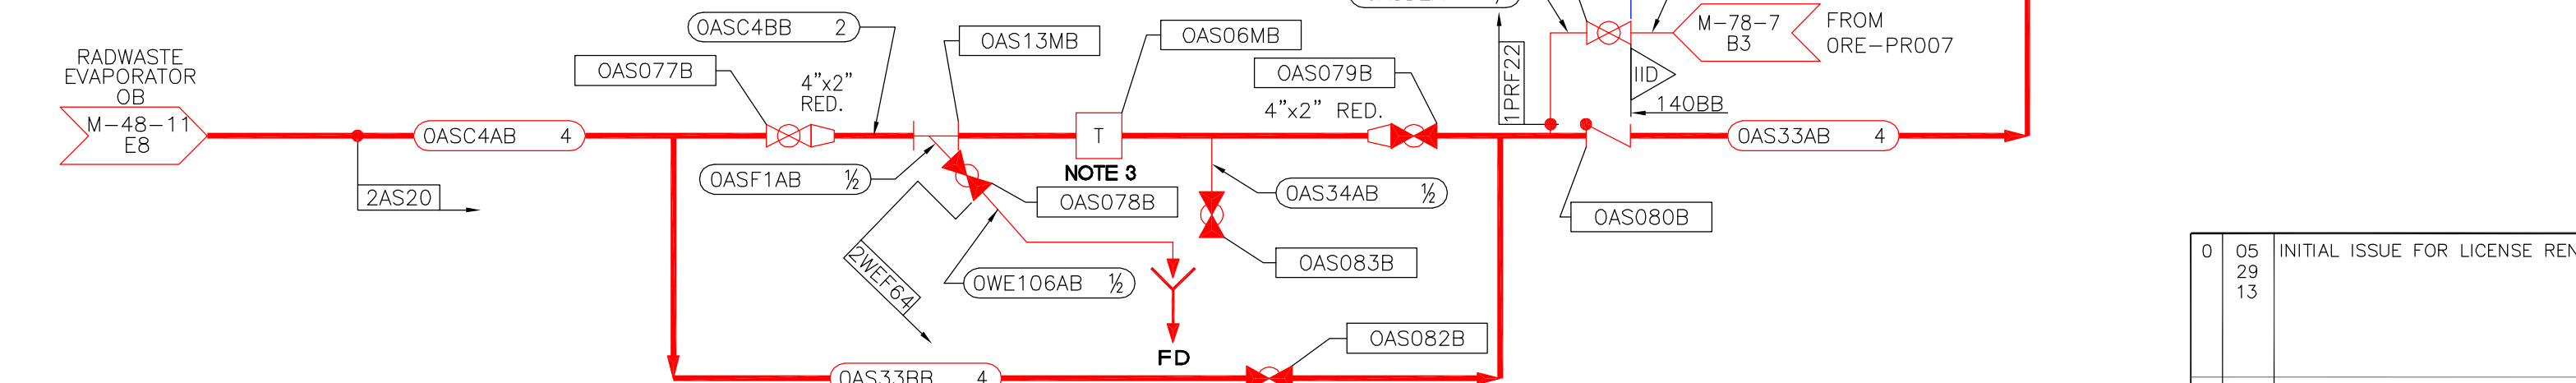 RADWASTE
EVAPORATOR
OB
M-48-11
E8
2AS20
0ASC4AB 4
0AS077B
4"x2"
RED.
0ASC4BB 2
0AS13MB
0AS06MB
T
NOTE 3
0ASF1AB ½
0AS078B
2WEF64
0WE106AB ½
FD
0AS34AB ½
0AS083B
0AS079B
4"x2" RED.
1PRF22
M-78-7
B3
FROM
0RE-PR007
IID
140BB
0AS33AB 4
0AS080B
0AS082B
0AS33BB 4
0 05 INITIAL ISSUE FOR LICENSE
29
13